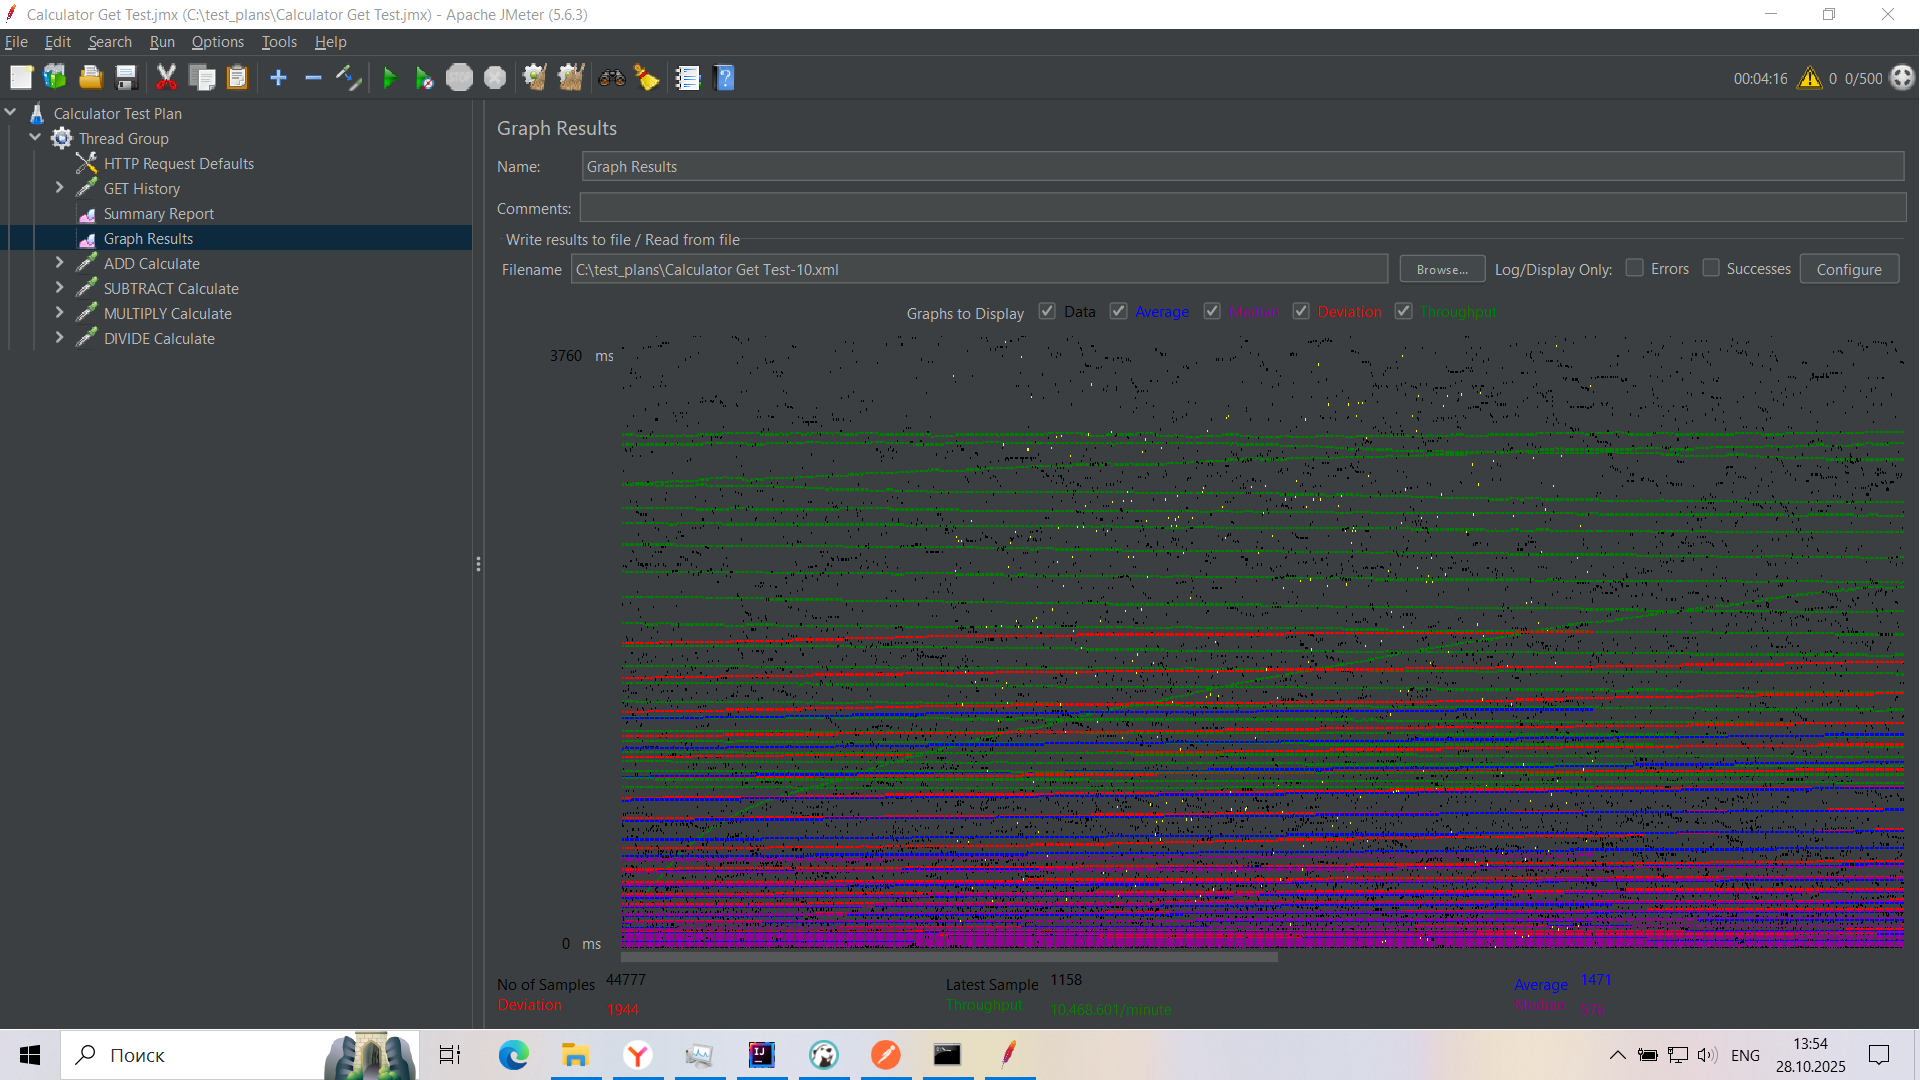 Calculator Get Test.jmx (C:\test_plans\Calculator Get Test.jmx) - Apache JMeter (5.6.3)
File Edit Search Run Options Tools Help
STOP
00:04:16 0 0/500
Calculator Test Plan
Thread Group
HTTP Request Defaults
GET History
Summary Report
Graph Results
ADD Calculate
SUBTRACT Calculate
MULTIPLY Calculate
DIVIDE Calculate
Graph Results
Name: Graph Results
Comments:
Write results to file / Read from file
Filename C:\test_plans\Calculator Get Test-10.xml Browse... Log/Display Only: Errors Successes Configure
Graphs to Display Data Average Median Deviation Throughput
3760 ms
0 ms
No of Samples 44777 Latest Sample 1158 Average 1471
Deviation 1944 Throughput 10,468.601/minute Median 576
Поиск
ENG
13:54
28.10.2025